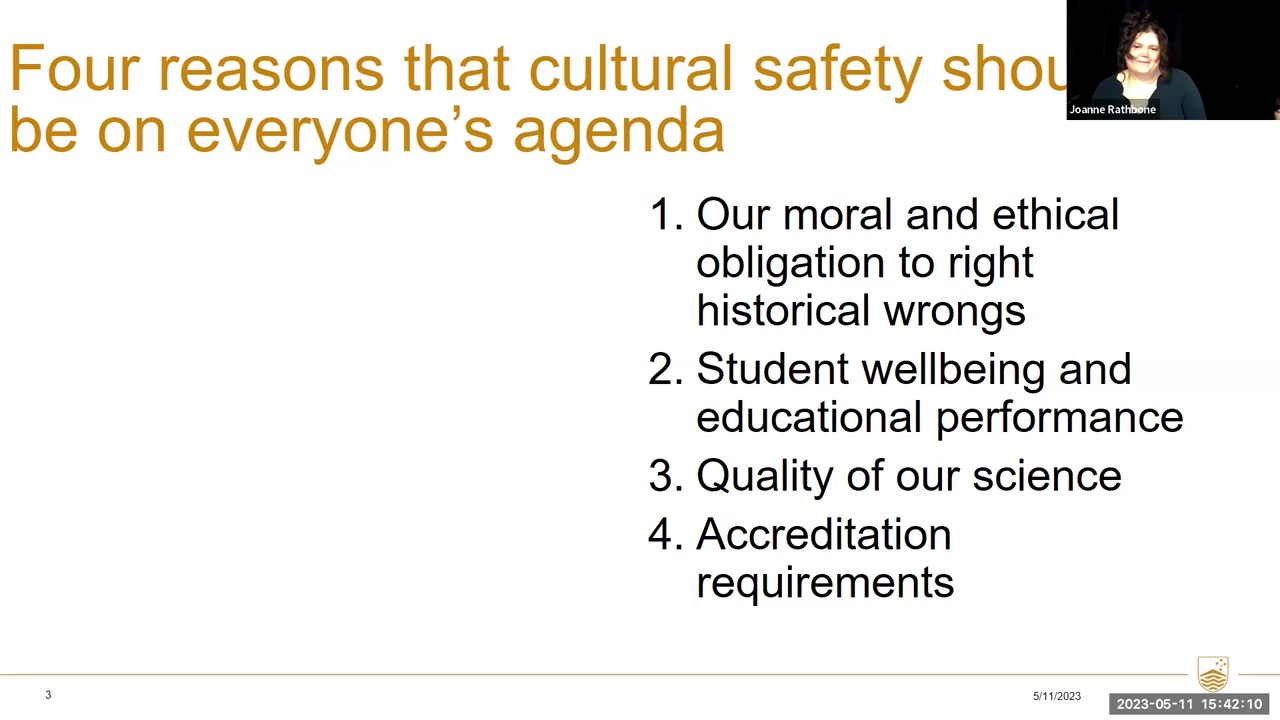 Four reasons that cultural safety shou
be on everyone's agenda
Joanne Rathbone
1. Our moral and ethical
obligation to right
historical wrongs
2. Student wellbeing and
educational performance
3. Quality of our science
4. Accreditation
requirements
3
5/11/2023
2023-05-11 15:42:10